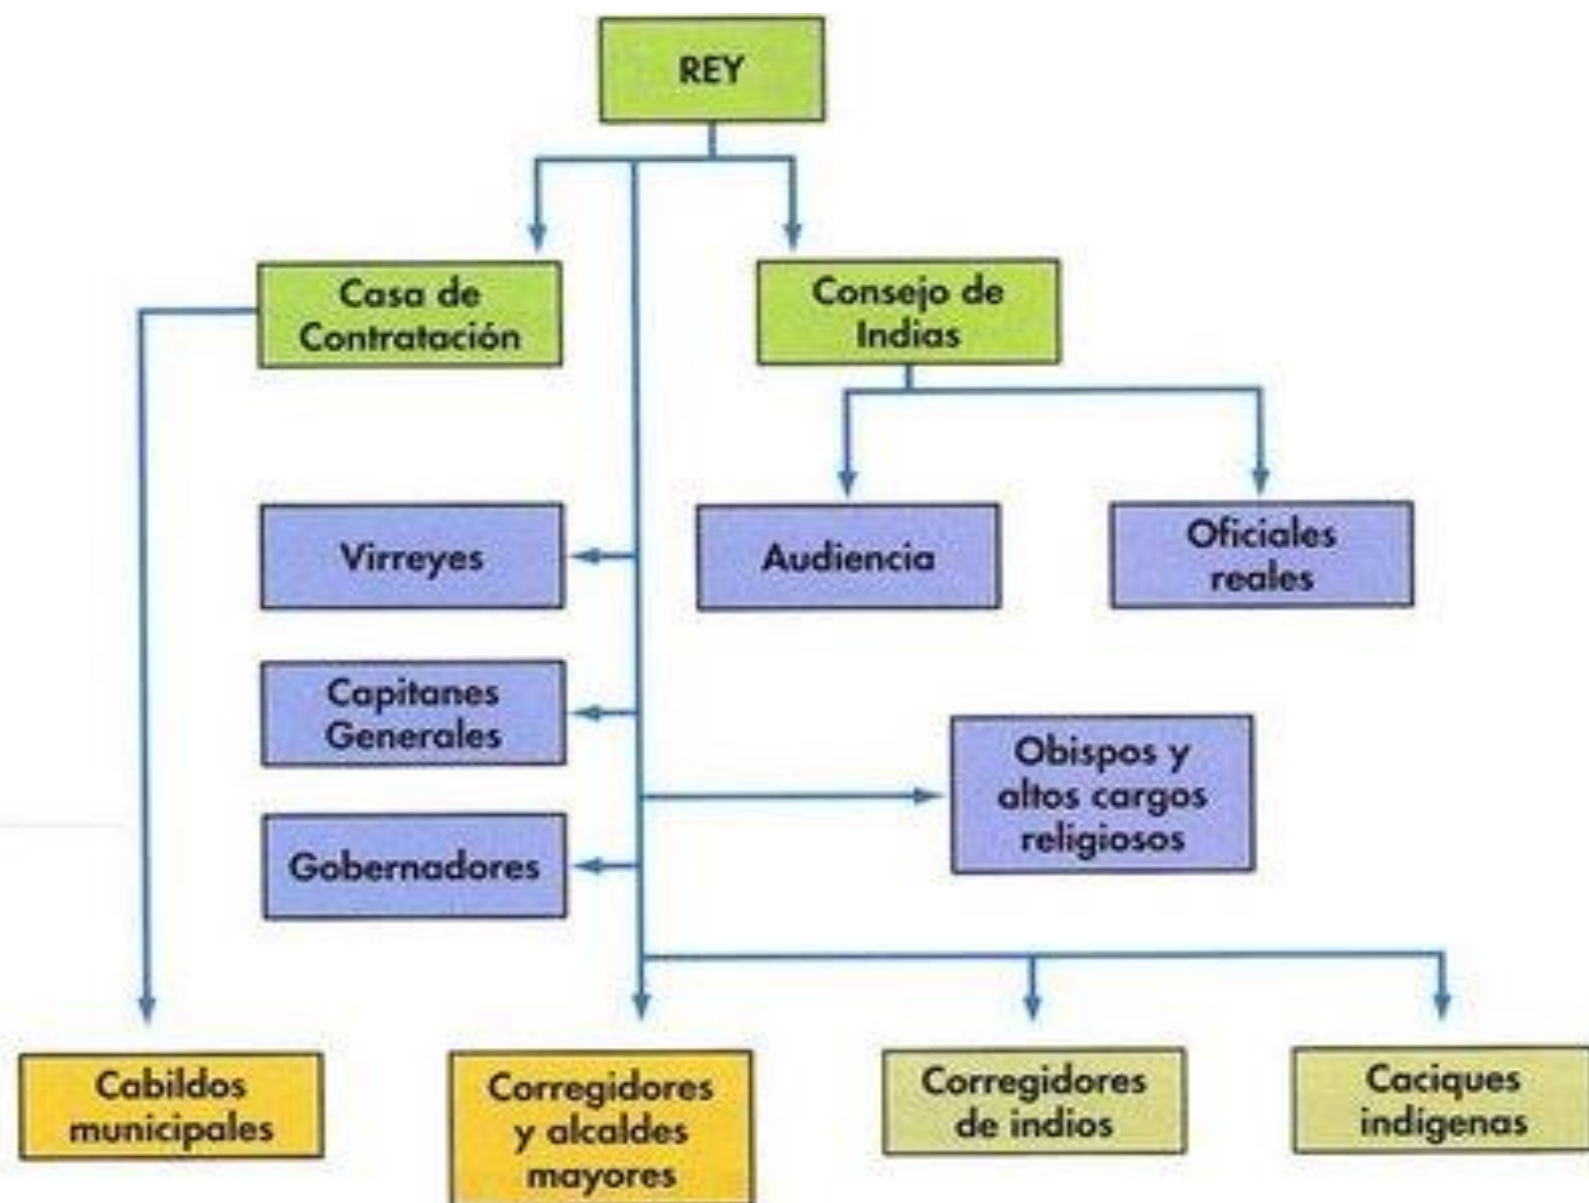 REY
Casa de
Contratación
Consejo de
Indias
Virreyes
Audiencia
Oficiales
reales
Capitanes
Generales
Obispos y
altos cargos
religiosos
Gobernadores
Cabildos
municipales
Corregidores
y alcaldes
mayores
Corregidores
de indios
Caciques
indígenas